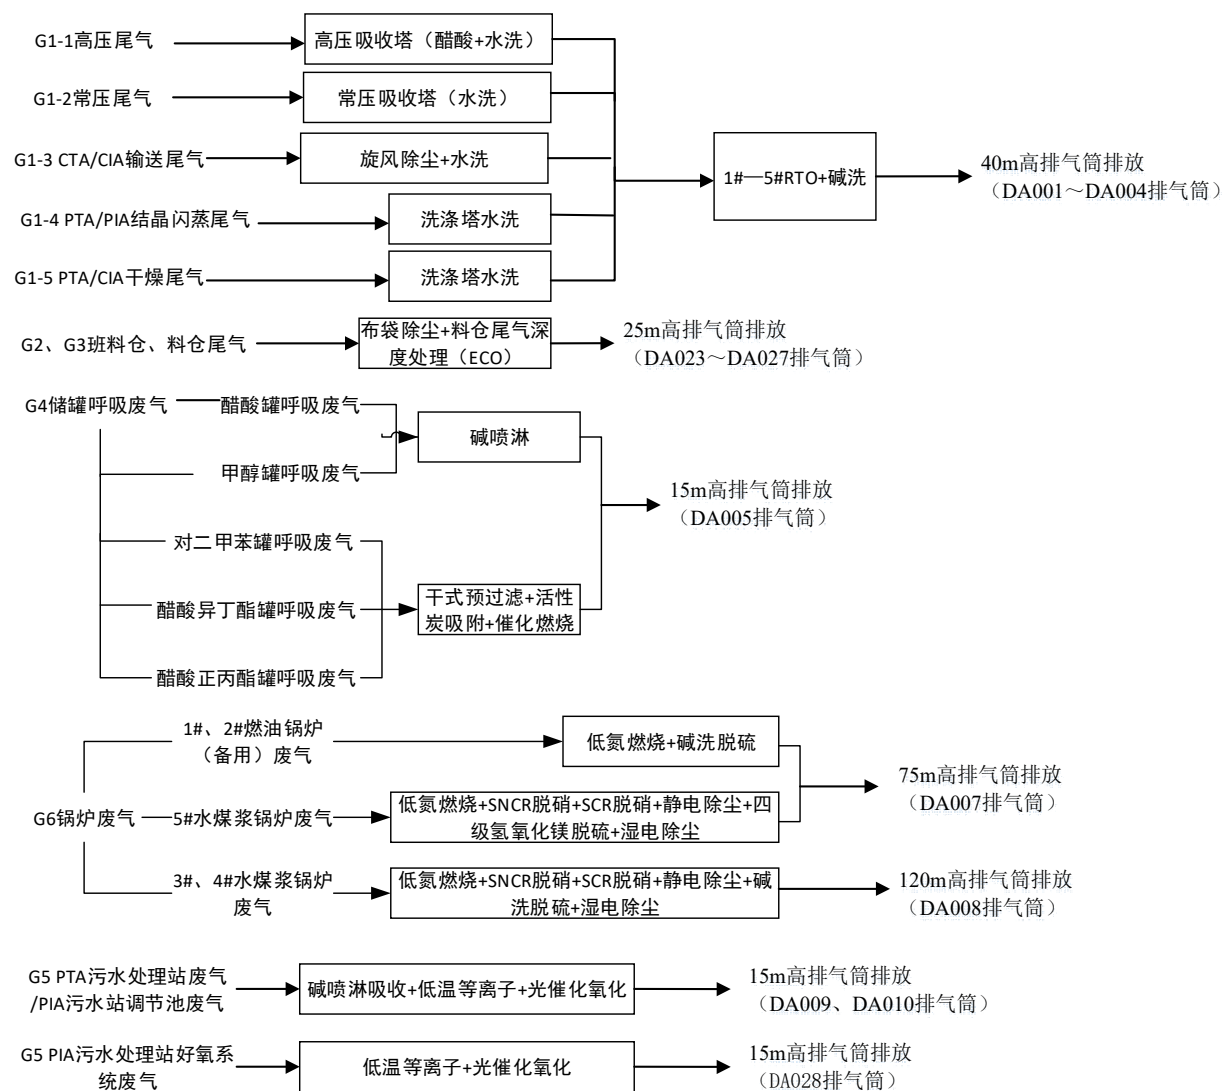 G1-1高压尾气
高压吸收塔（醋酸+水洗）
G1-2常压尾气
常压吸收塔（水洗）
G1-3 CTA/CIA输送尾气
旋风除尘+水洗
1#—5#RTO+碱洗
40m高排气筒排放
（DA001～DA004排气筒）
G1-4 PTA/PIA结晶闪蒸尾气
洗涤塔水洗
G1-5 PTA/CIA干燥尾气
洗涤塔水洗
G2、G3班料仓、料仓尾气
布袋除尘+料仓尾气深
度处理（ECO）
25m高排气筒排放
（DA023～DA027排气筒）
G4储罐呼吸废气
醋酸罐呼吸废气
碱喷淋
甲醇罐呼吸废气
15m高排气筒排放
（DA005排气筒）
对二甲苯罐呼吸废气
醋酸异丁酯罐呼吸废气
干式预过滤+活性
炭吸附+催化燃烧
醋酸正丙酯罐呼吸废气
1#、2#燃油锅炉
（备用）废气
低氮燃烧+碱洗脱硫
75m高排气筒排放
（DA007排气筒）
G6锅炉废气
5#水煤浆锅炉废气
低氮燃烧+SNCR脱硝+SCR脱硝+静电除尘+四
级氢氧化镁脱硫+湿电除尘
3#、4#水煤浆锅炉
废气
低氮燃烧+SNCR脱硝+SCR脱硝+静电除尘+碱
洗脱硫+湿电除尘
120m高排气筒排放
（DA008排气筒）
G5 PTA污水处理站废气
/PIA污水站调节池废气
碱喷淋吸收+低温等离子+光催化氧化
15m高排气筒排放
（DA009、DA010排气筒）
G5 PIA污水处理站好氧系
统废气
低温等离子+光催化氧化
15m高排气筒排放
（DA028排气筒）